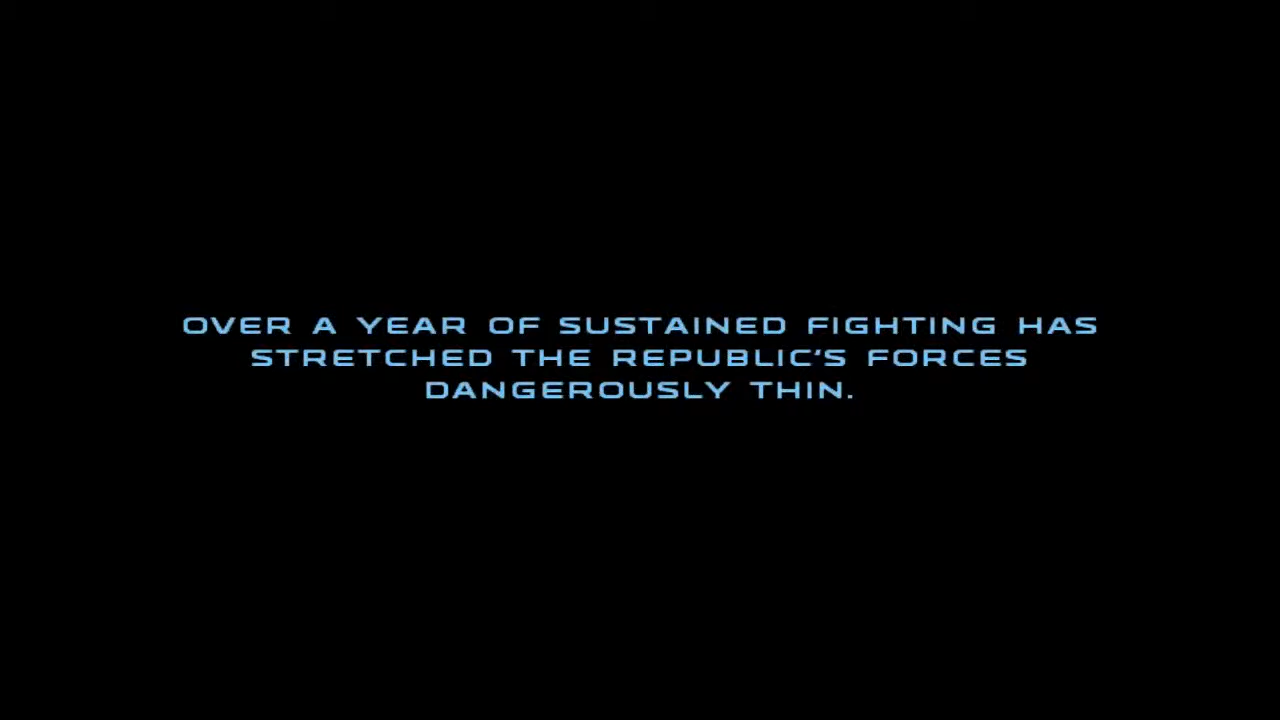 OVER A YEAR OF SUSTAINED FIGHTING HAS
STRETCHED THE REPUBLIC'S FORCES
DANGEROUSLY THIN.